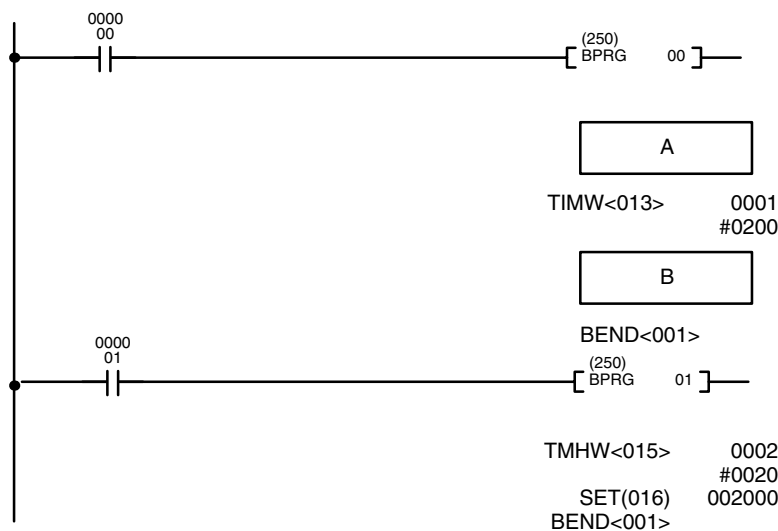 0000
00
(250)
BPRG 00
A
TIMW<013> 0001
#0200
B
BEND<001>
0000
01
(250)
BPRG 01
TMHW<015> 0002
#0020
SET(016) 002000
BEND<001>